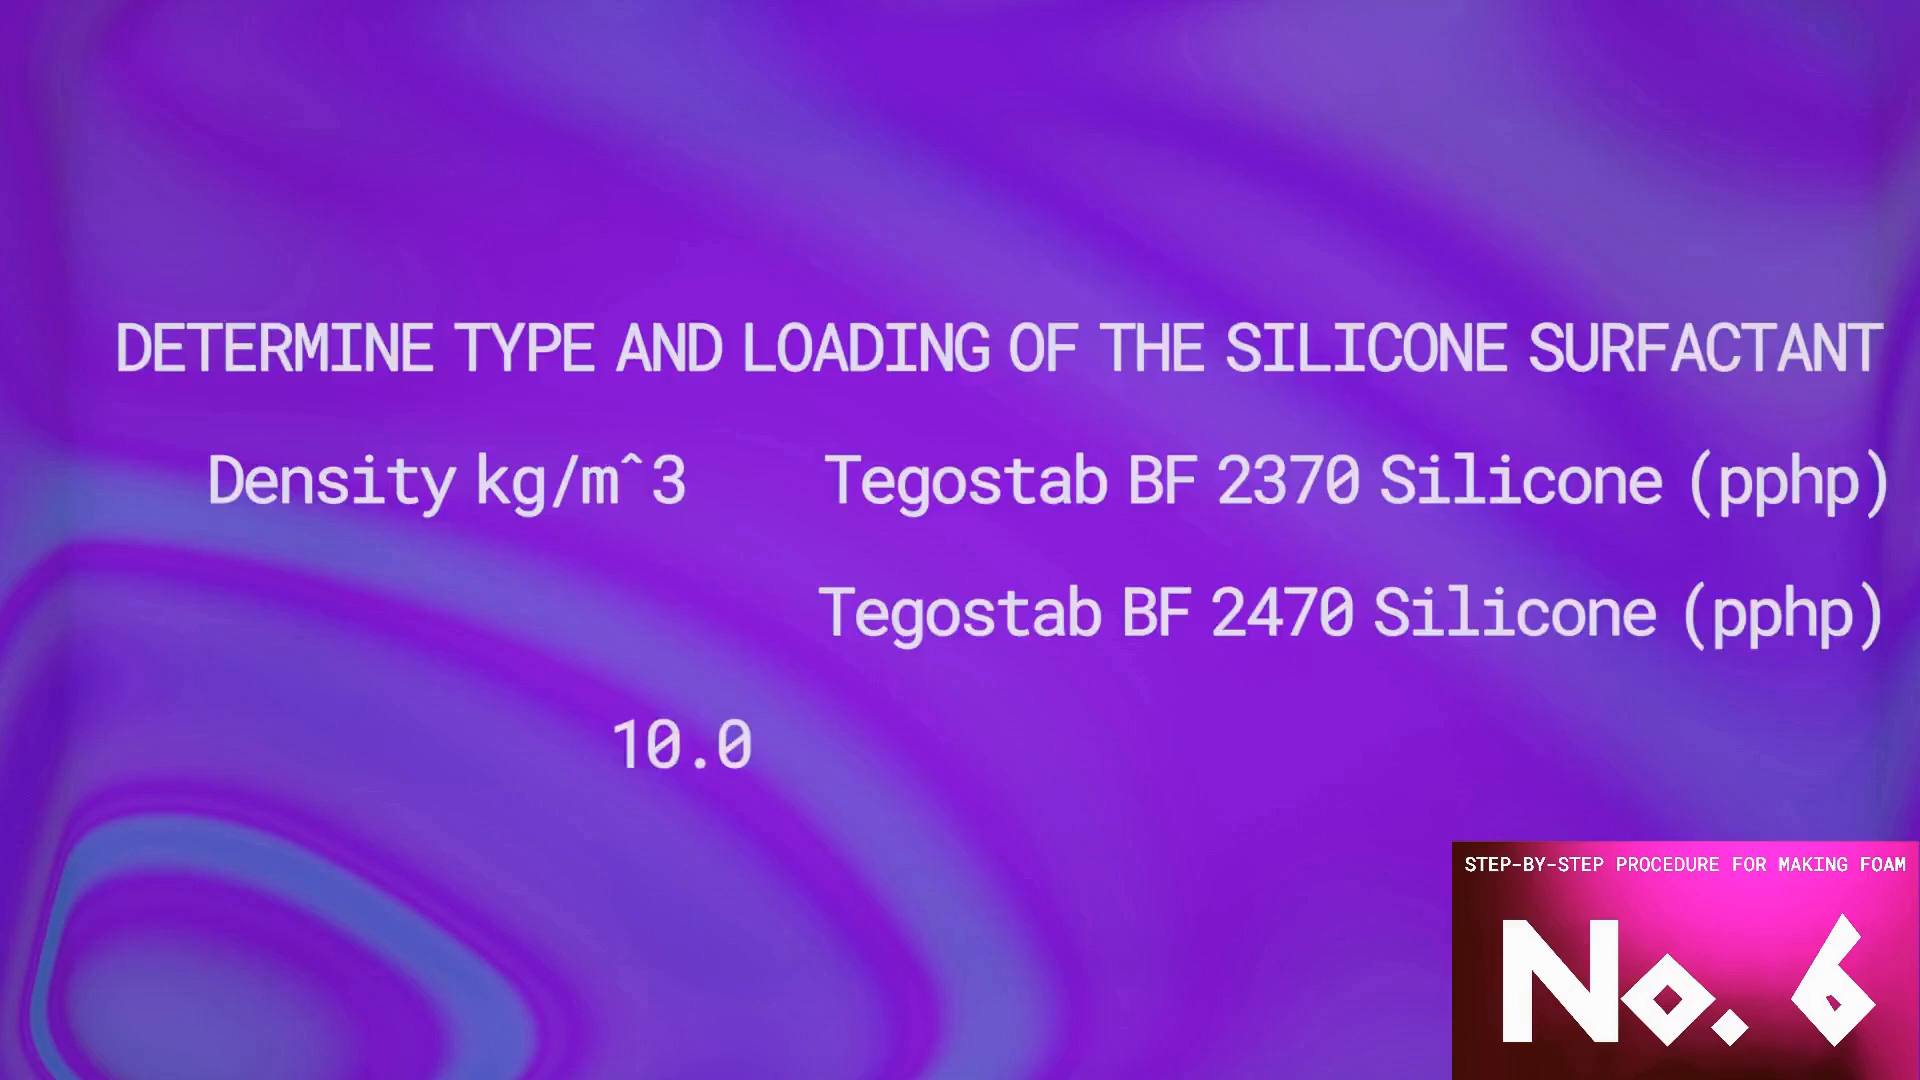 DETERMINE TYPE AND LOADING OF THE SILICONE SURFACTANT
Density kg/m^3 Tegostab BF 2370 Silicone (pphp)
Tegostab BF 2470 Silicone (pphp)
10.0
STEP-BY-STEP PROCEDURE FOR MAKING FOAM
No. 6